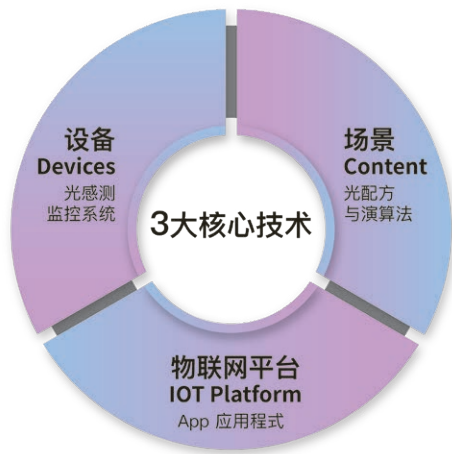 设备
Devices
光感测
监控系统
场景
Content
光配方
与演算法
3大核心技术
物联网平台
IOT Platform
App 应用程式